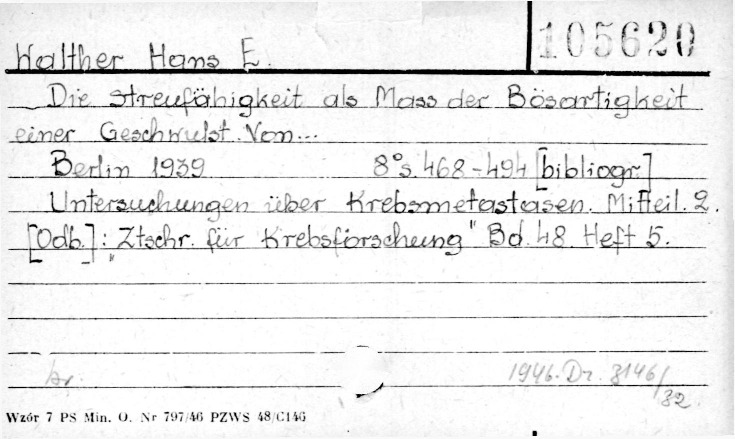 105620
Walther Hans E.
Die Streufähigkeit als Mass der Bösartigkeit
einer Geschwulst. Von...
Berlin 1939 8° s. 468-494 [bibliogr.]
Untersuchungen über Krebsmetastasen. Mitteil. 2.
[Odb.]: „Ztschr. für Krebsforschung" Bd. 48 Heft 5.
1946. Dr. 3146/82
Wzór 7 PS Min. O. Nr 797/46 PZWS 48/C146